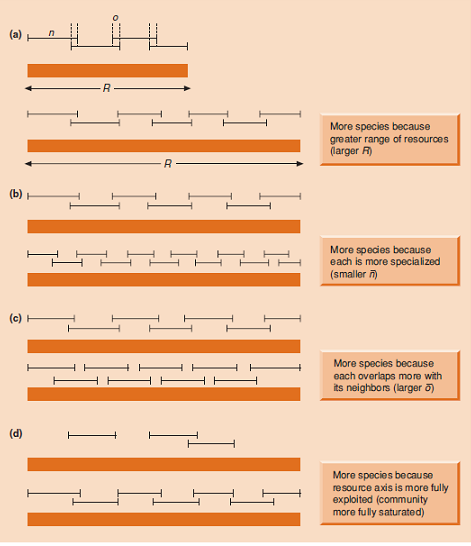 (a)
n
o
R
R
More species because
greater range of resources
(larger R)
(b)
More species because
each is more specialized
(smaller n̄)
(c)
More species because
each overlaps more with
its neighbors (larger ō)
(d)
More species because
resource axis is more fully
exploited (community
more fully saturated)